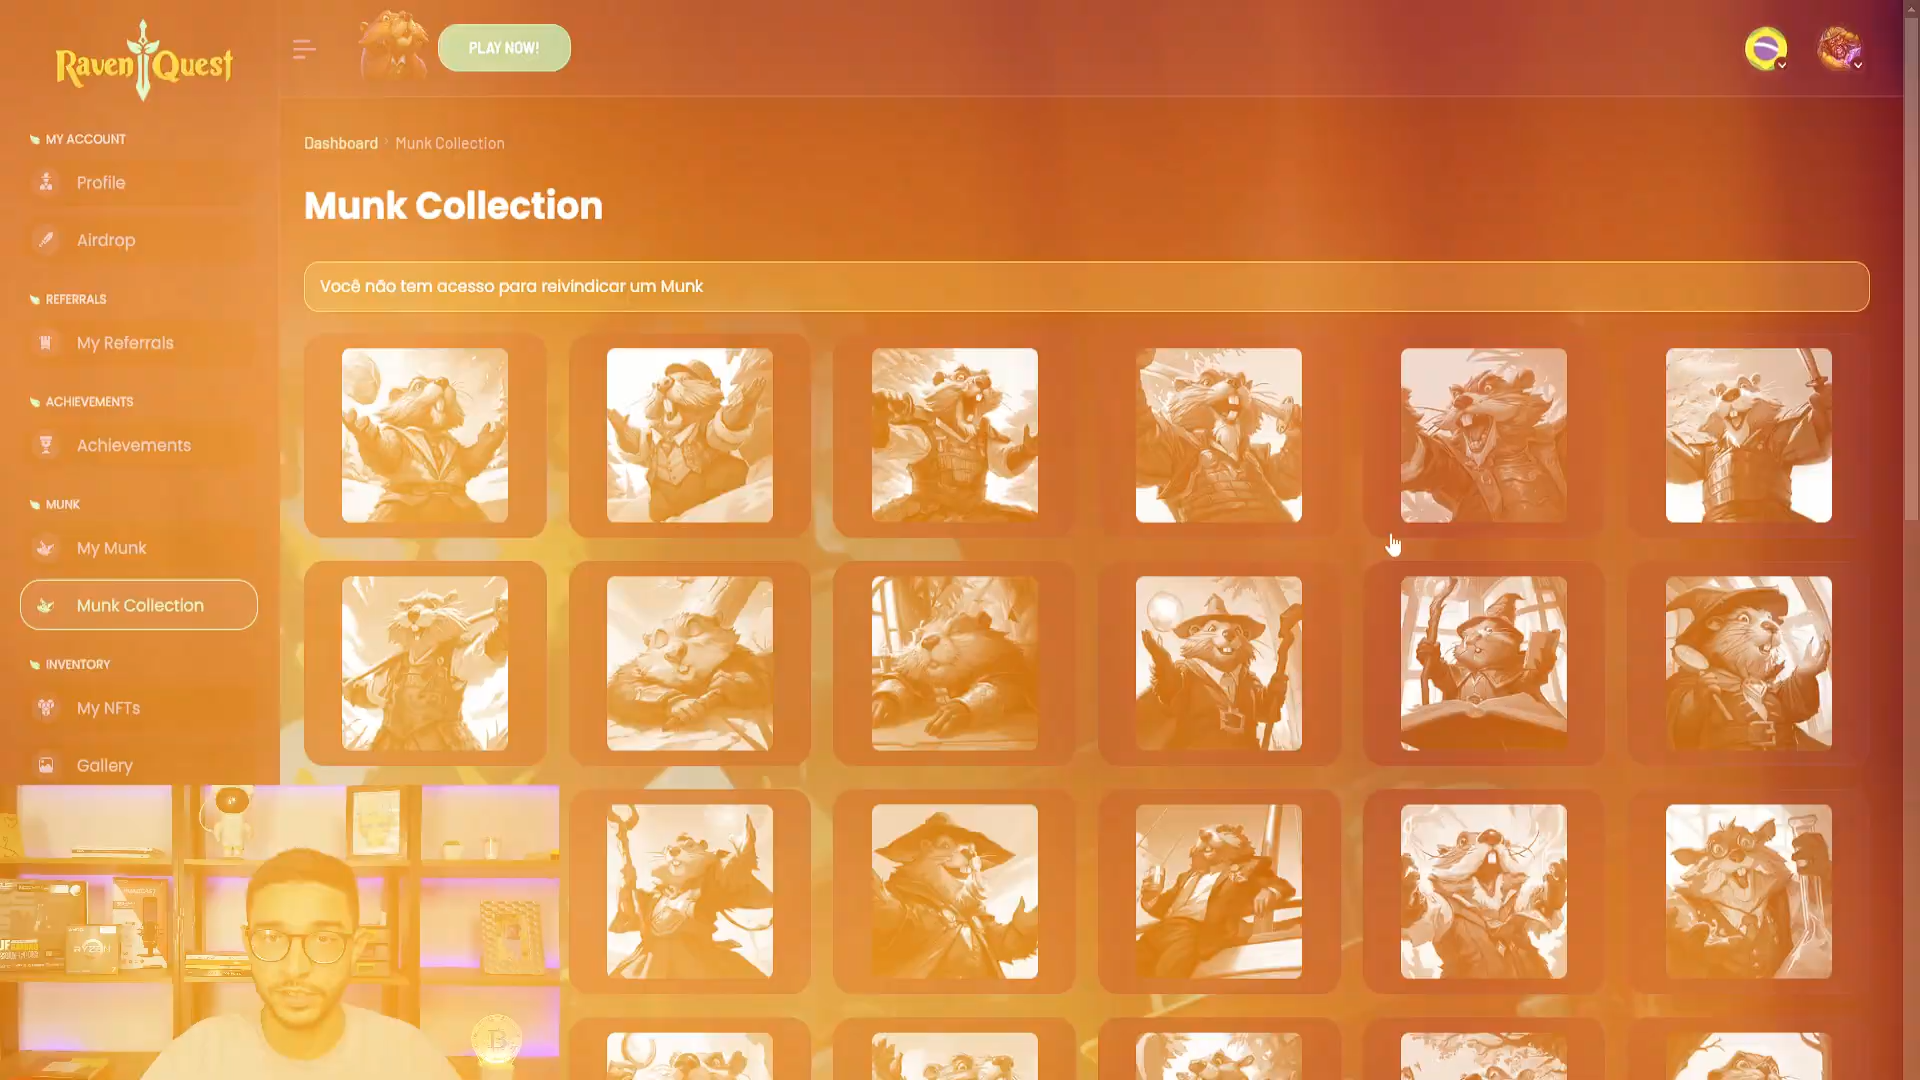 Raven Quest
PLAY NOW!
MY ACCOUNT
Profile
Airdrop
REFERRALS
My Referrals
ACHIEVEMENTS
Achievements
MUNK
My Munk
Munk Collection
INVENTORY
My NFTs
Gallery
Dashboard › Munk Collection
Munk Collection
Você não tem acesso para reivindicar um Munk
RYZEN